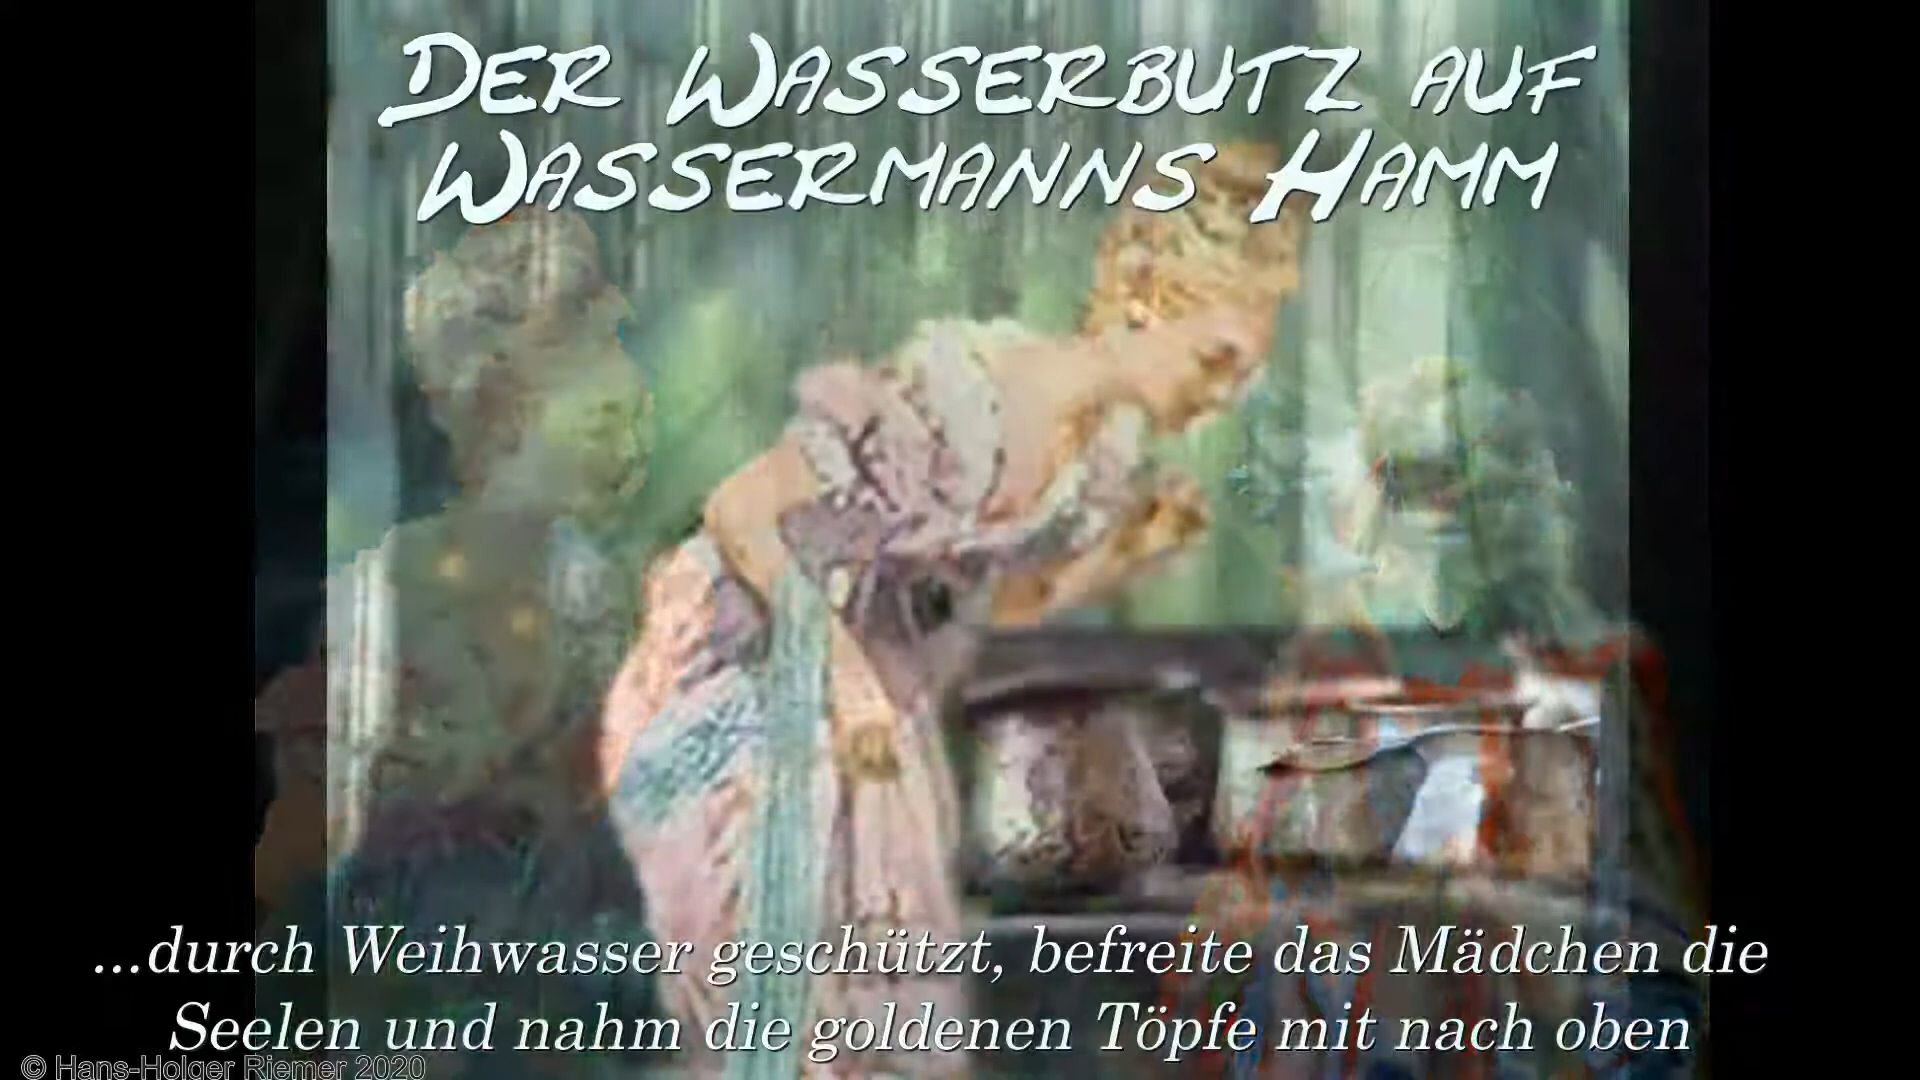 DER WASSERBUTZ AUF
WASSERMANNS HAMM
...durch Weihwasser geschützt, befreite das Mädchen die
Seelen und nahm die goldenen Töpfe mit nach oben
© Hans-Holger Riemer 2020